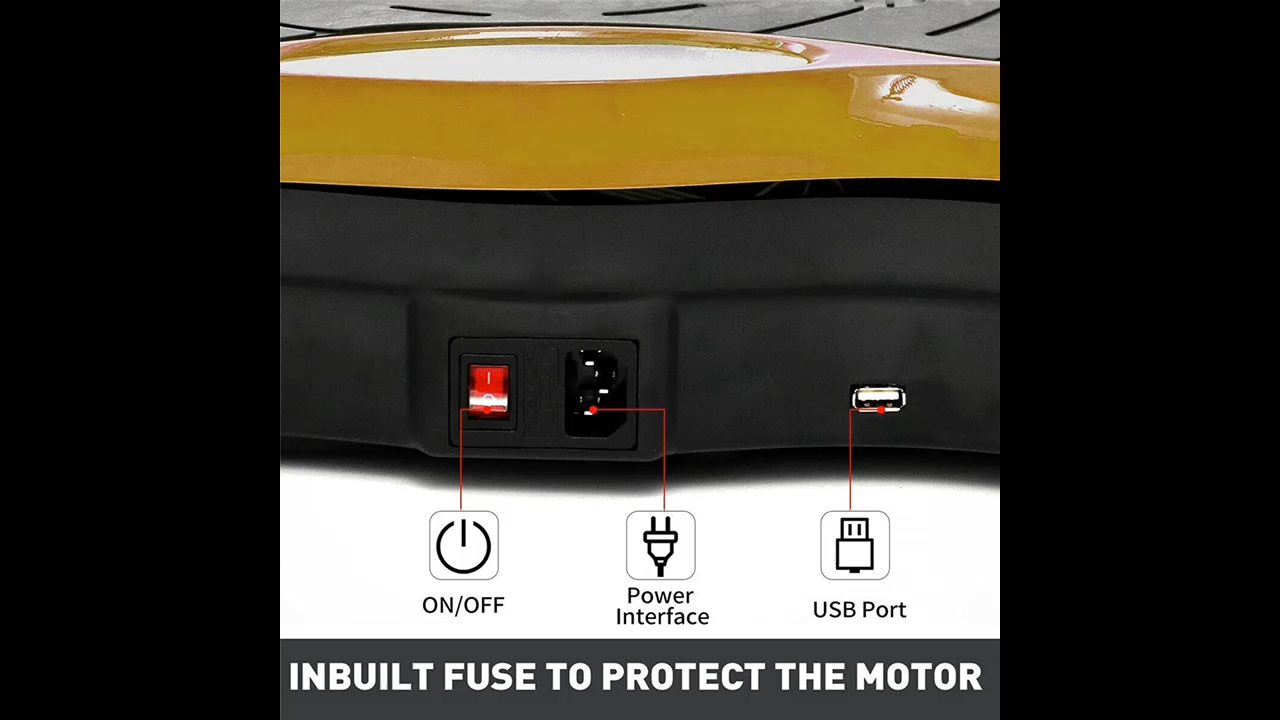 ON/OFF
Power
Interface
USB Port
INBUILT FUSE TO PROTECT THE MOTOR